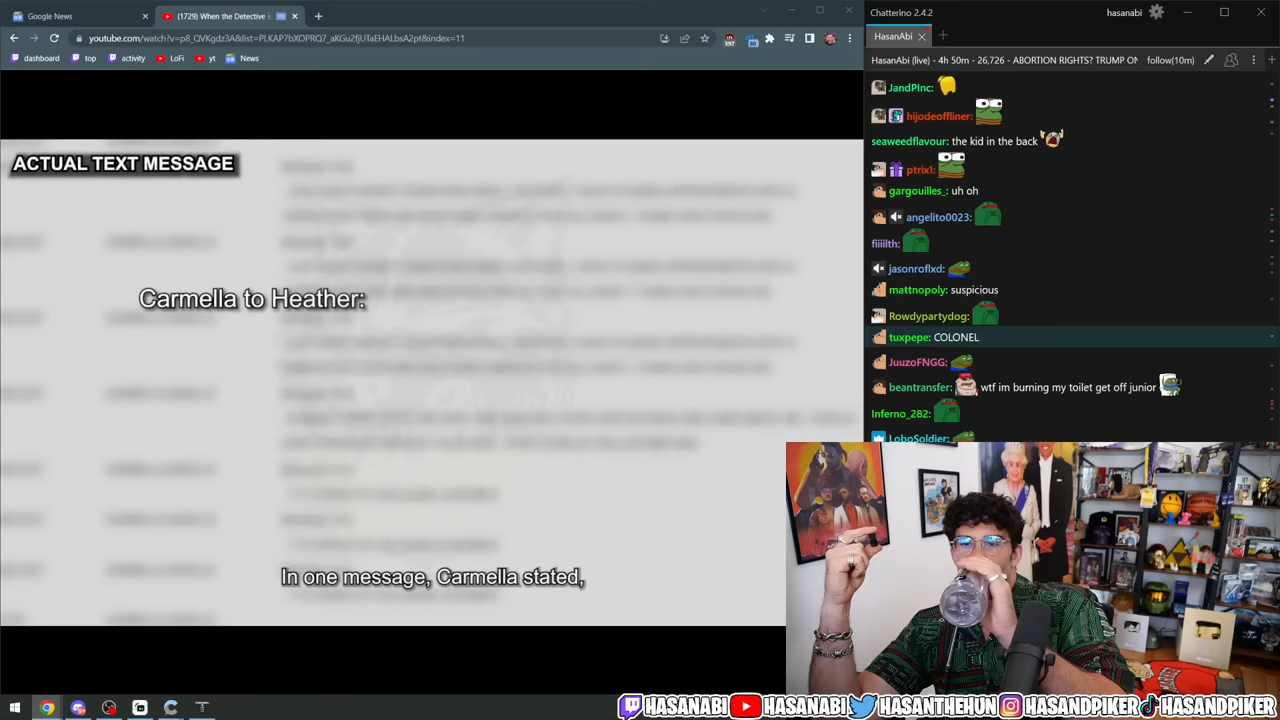 Google News
(1729) When the Detective is
youtube.com/watch?v=p8_QVKgdz3A&list=PLKAP7bXOPRQ7_aKGu2fjUTaEHALbsA2pt&index=11
397
dashboard
top
activity
LoFi
yt
News
Chatterino 2.4.2
hasanabi
HasanAbi
HasanAbi (live) - 4h 50m - 26,726 - ABORTION RIGHTS? TRUMP ON
follow(10m)
ACTUAL TEXT MESSAGE
Carmella to Heather:
In one message, Carmella stated,
JandPInc:
hijodeoffliner:
seaweedflavour: the kid in the back
ptrix1:
gargouilles_: uh oh
angelito0023:
fiiiilth:
jasonroflxd:
mattnopoly: suspicious
Rowdypartydog:
tuxpepe: COLONEL
JuuzoFNGG:
beantransfer: wtf im burning my toilet get off junior
Inferno_282:
LoboSoldier:
HASANABI
HASANABI
HASANTHEHUN
HASANDPIKER
HASANDPIKER